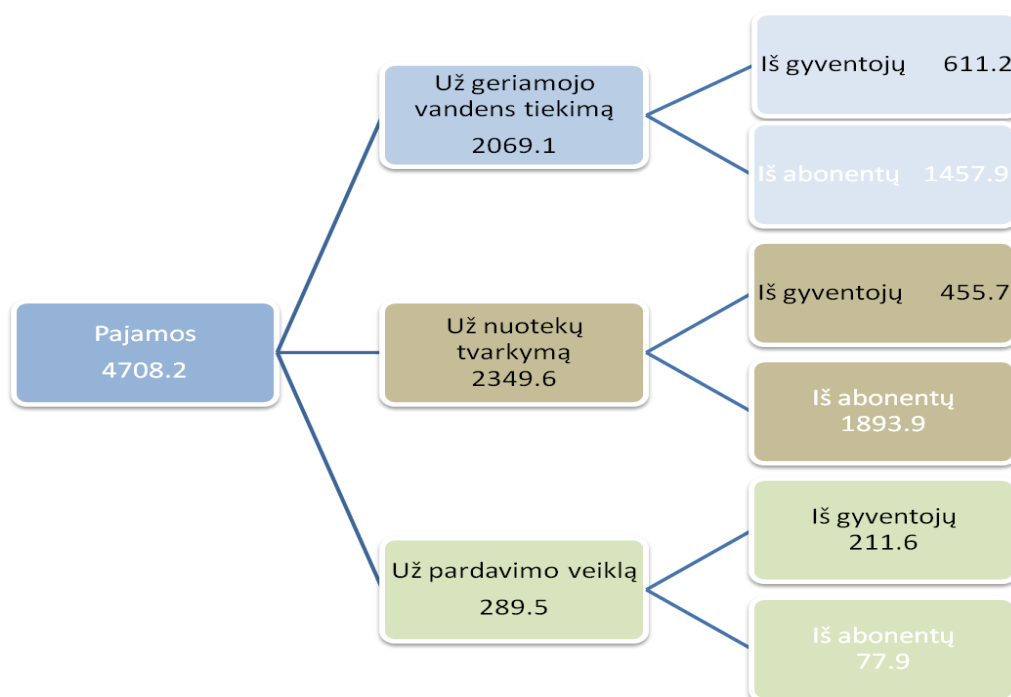 Pajamos
4708.2
Už geriamojo
vandens tiekimą
2069.1
Iš gyventojų 611.2
Iš abonentų 1457.9
Už nuotekų
tvarkymą
2349.6
Iš gyventojų 455.7
Iš abonentų
1893.9
Už pardavimo veiklą
289.5
Iš gyventojų
211.6
Iš abonentų
77.9